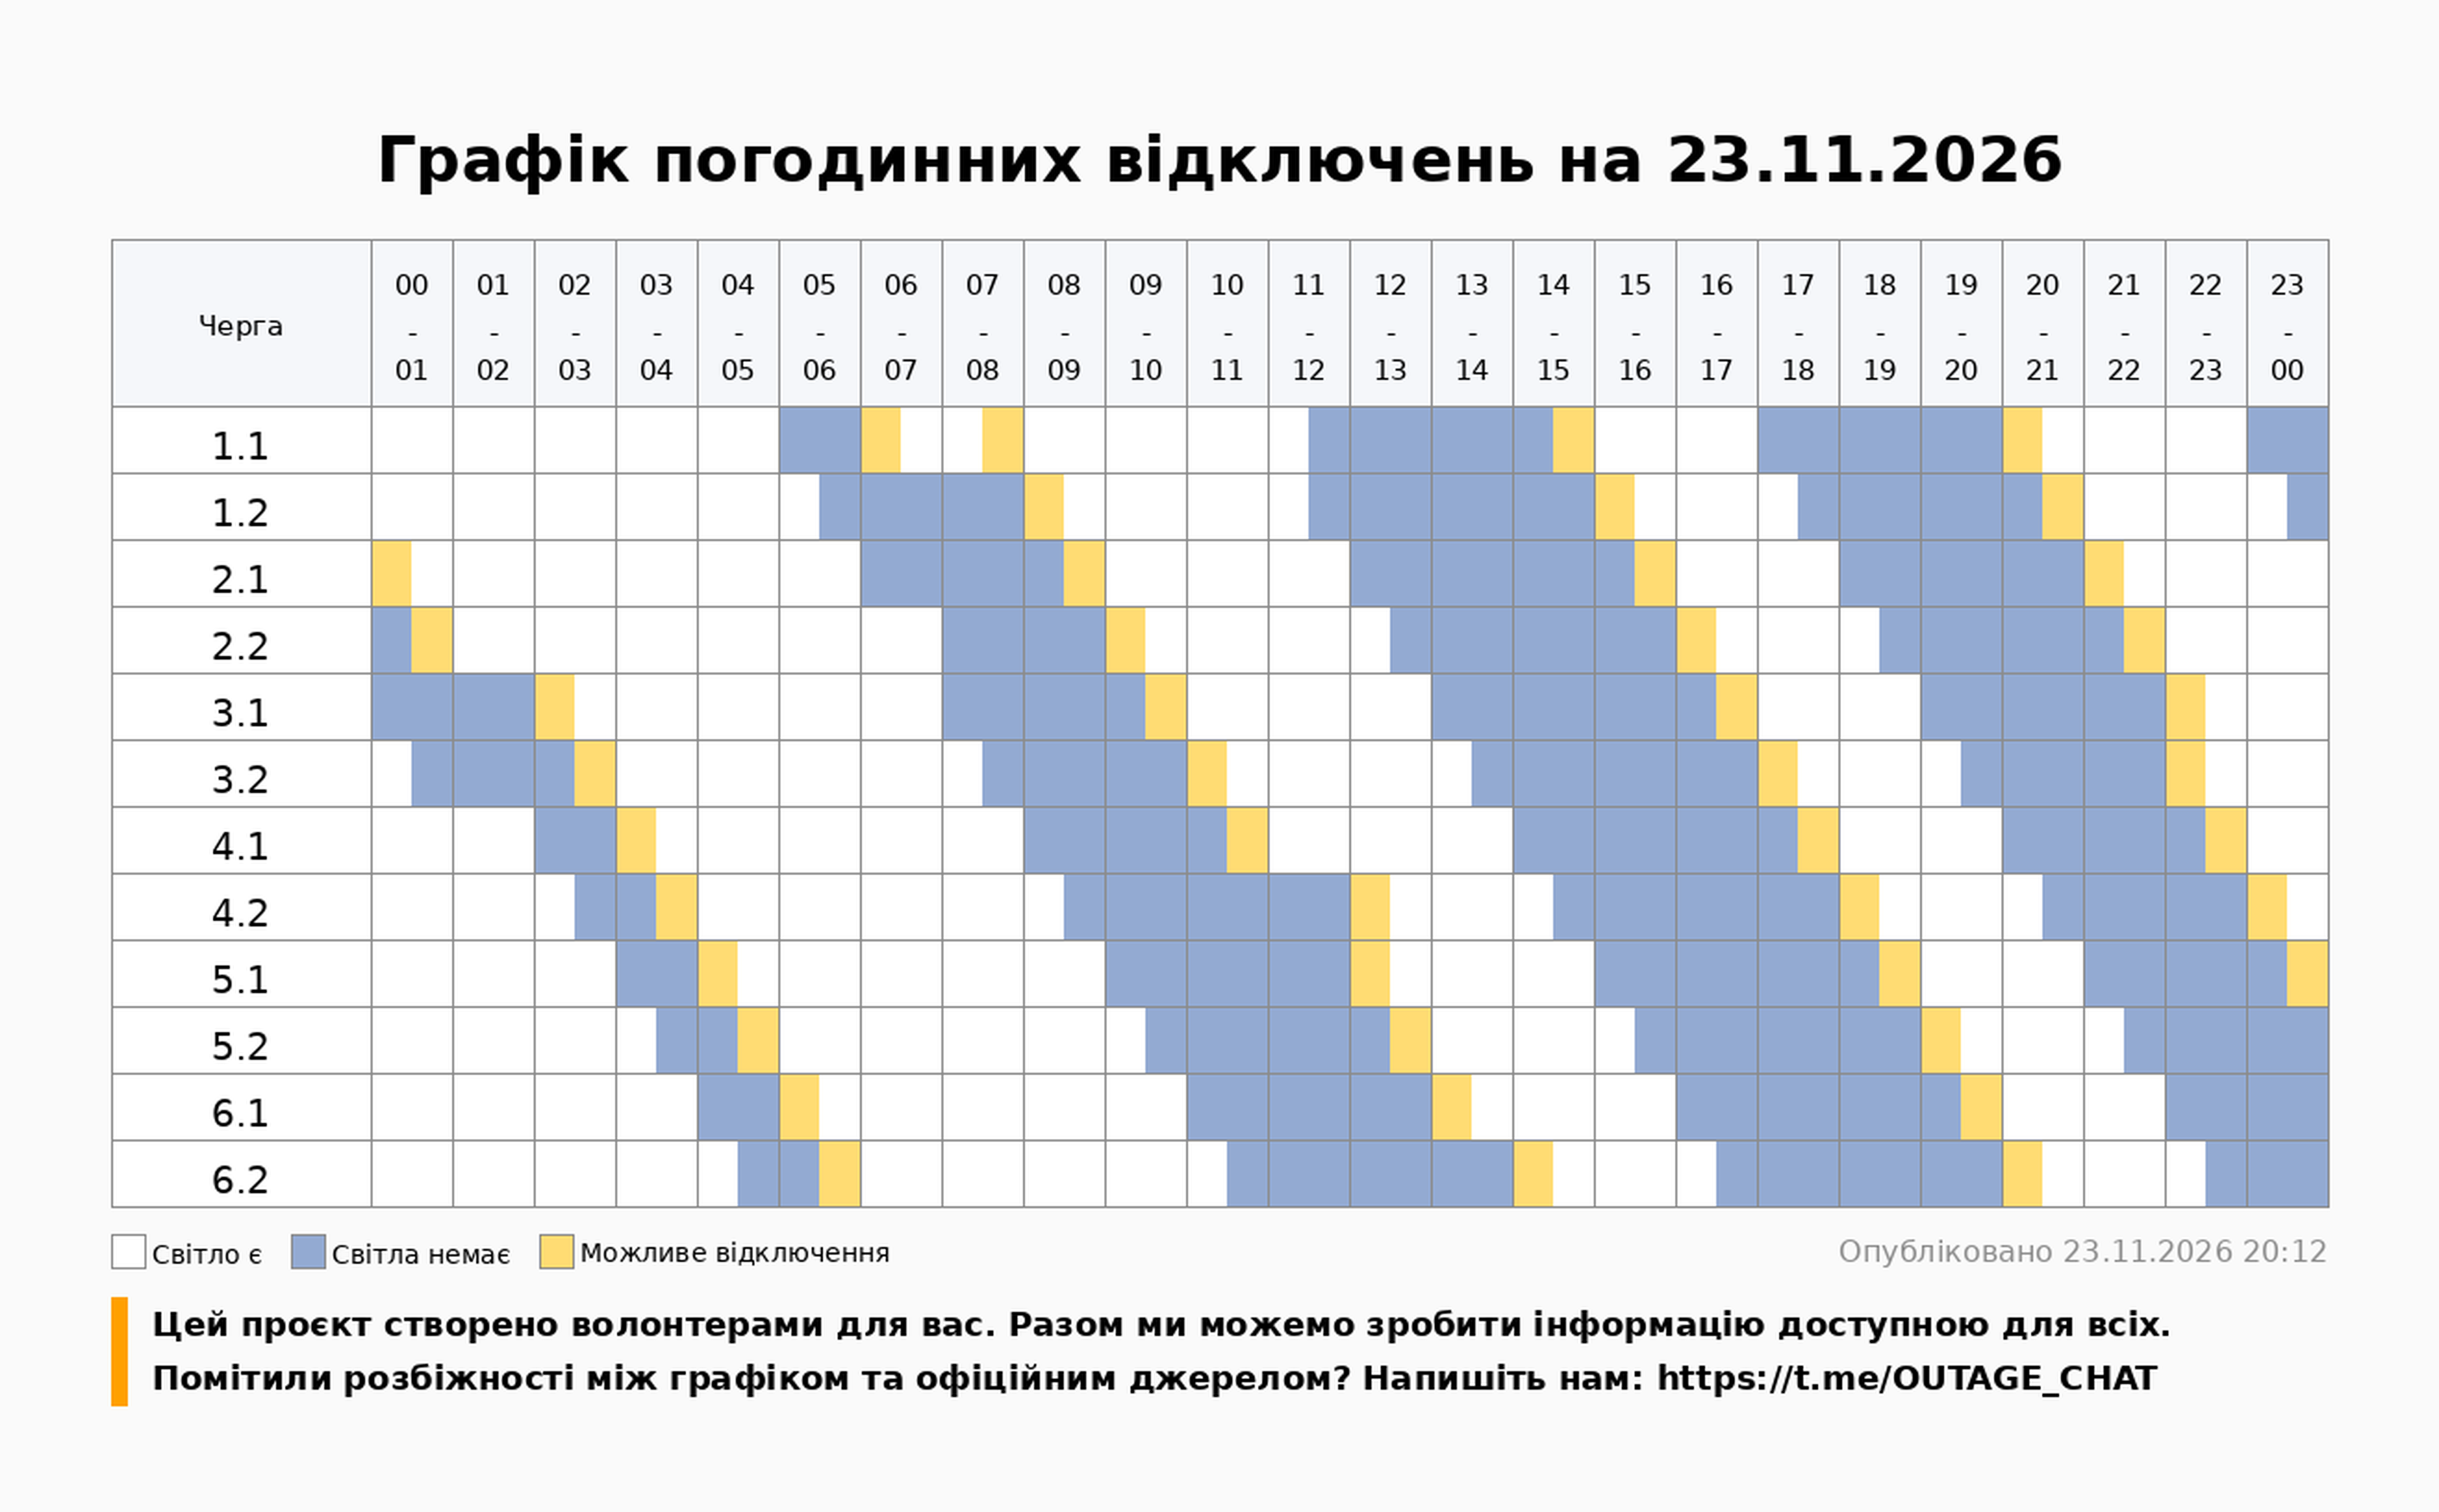 Графік погодинних відключень на 23.11.2026
Черга
00 - 01
01 - 02
02 - 03
03 - 04
04 - 05
05 - 06
06 - 07
07 - 08
08 - 09
09 - 10
10 - 11
11 - 12
12 - 13
13 - 14
14 - 15
15 - 16
16 - 17
17 - 18
18 - 19
19 - 20
20 - 21
21 - 22
22 - 23
23 - 00
1.1
1.2
2.1
2.2
3.1
3.2
4.1
4.2
5.1
5.2
6.1
6.2
Світло є
Світла немає
Можливе відключення
Опубліковано 23.11.2026 20:12
Цей проєкт створено волонтерами для вас. Разом ми можемо зробити інформацію доступною для всіх.
Помітили розбіжності між графіком та офіційним джерелом? Напишіть нам: https://t.me/OUTAGE_CHAT